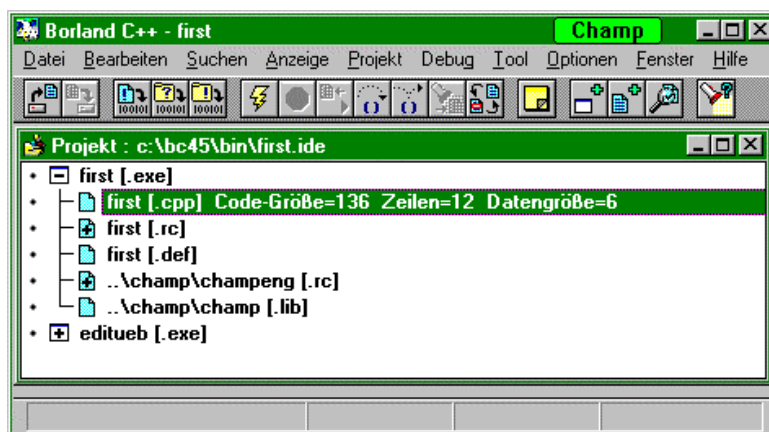 Borland C++ - first Champ
Datei Bearbeiten Suchen Anzeige Projekt Debug Tool Optionen Fenster Hilfe
Projekt : c:\bc45\bin\first.ide
first [.exe]
first [.cpp] Code-Größe=136 Zeilen=12 Datengröße=6
first [.rc]
first [.def]
..\champ\champeng [.rc]
..\champ\champ [.lib]
editueb [.exe]